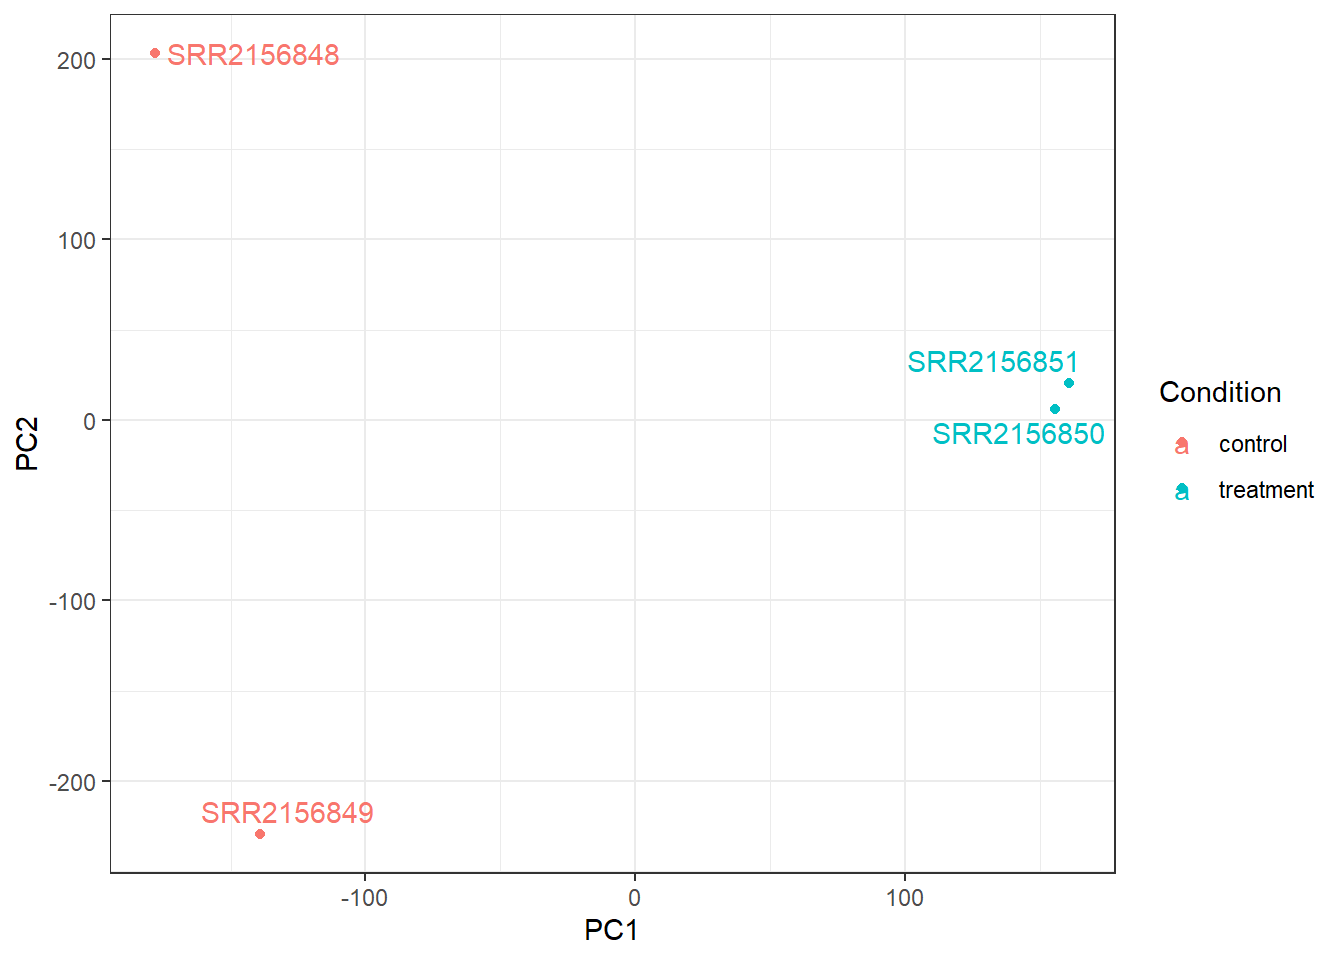 200
SRR2156848
100
SRR2156851
Condition
0
SRR2156850
a control
PC2
a treatment
-100
-200
SRR2156849
-100
0
100
PC1